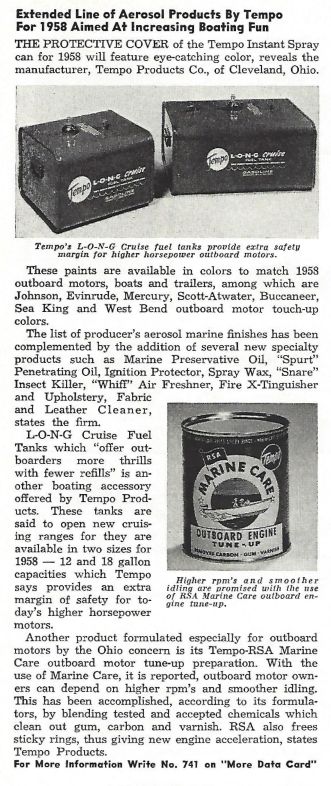 Extended Line of Aerosol Products By Tempo
For 1958 Aimed At Increasing Boating Fun
THE PROTECTIVE COVER of the Tempo Instant Spray
can for 1958 will feature eye-catching color, reveals the
manufacturer, Tempo Products Co., of Cleveland, Ohio.
Tempo
L-O-N-G Cruise
FUEL TANK
GASOLINE
Tempo
L-O-N-G Cruise
FUEL TANK
GASOLINE
Tempo's L-O-N-G Cruise fuel tanks provide extra safety
margin for higher horsepower outboard motors.
These paints are available in colors to match 1958
outboard motors, boats and trailers, among which are
Johnson, Evinrude, Mercury, Scott-Atwater, Buccaneer,
Sea King and West Bend outboard motor touch-up
colors.
The list of producer's aerosol marine finishes has been
complemented by the addition of several new specialty
products such as Marine Preservative Oil, "Spurt"
Penetrating Oil, Ignition Protector, Spray Wax, "Snare"
Insect Killer, "Whiff" Air Freshner, Fire X-Tinguisher
and Upholstery, Fabric
and Leather Cleaner,
states the firm.
L-O-N-G Cruise Fuel
Tanks which "offer out-
boarders more thrills
with fewer refills" is an-
other boating accessory
offered by Tempo Prod-
ucts. These tanks are
said to open new cruis-
ing ranges for they are
available in two sizes for
1958 — 12 and 18 gallon
capacities which Tempo
says provides an extra
margin of safety for to-
day's higher horsepower
motors.
RSA
Tempo
MARINE CARE
OUTBOARD ENGINE
TUNE-UP
REMOVES CARBON - GUM - VARNISH
Higher rpm's and smoother
idling are promised with the use
of RSA Marine Care outboard en-
gine tune-up.
Another product formulated especially for outboard
motors by the Ohio concern is its Tempo-RSA Marine
Care outboard motor tune-up preparation. With the
use of Marine Care, it is reported, outboard motor own-
ers can depend on higher rpm's and smoother idling.
This has been accomplished, according to its formula-
tors, by blending tested and accepted chemicals which
clean out gum, carbon and varnish. RSA also frees
sticky rings, thus giving new engine acceleration, states
Tempo Products.
For More Information Write No. 741 on "More Data Card"